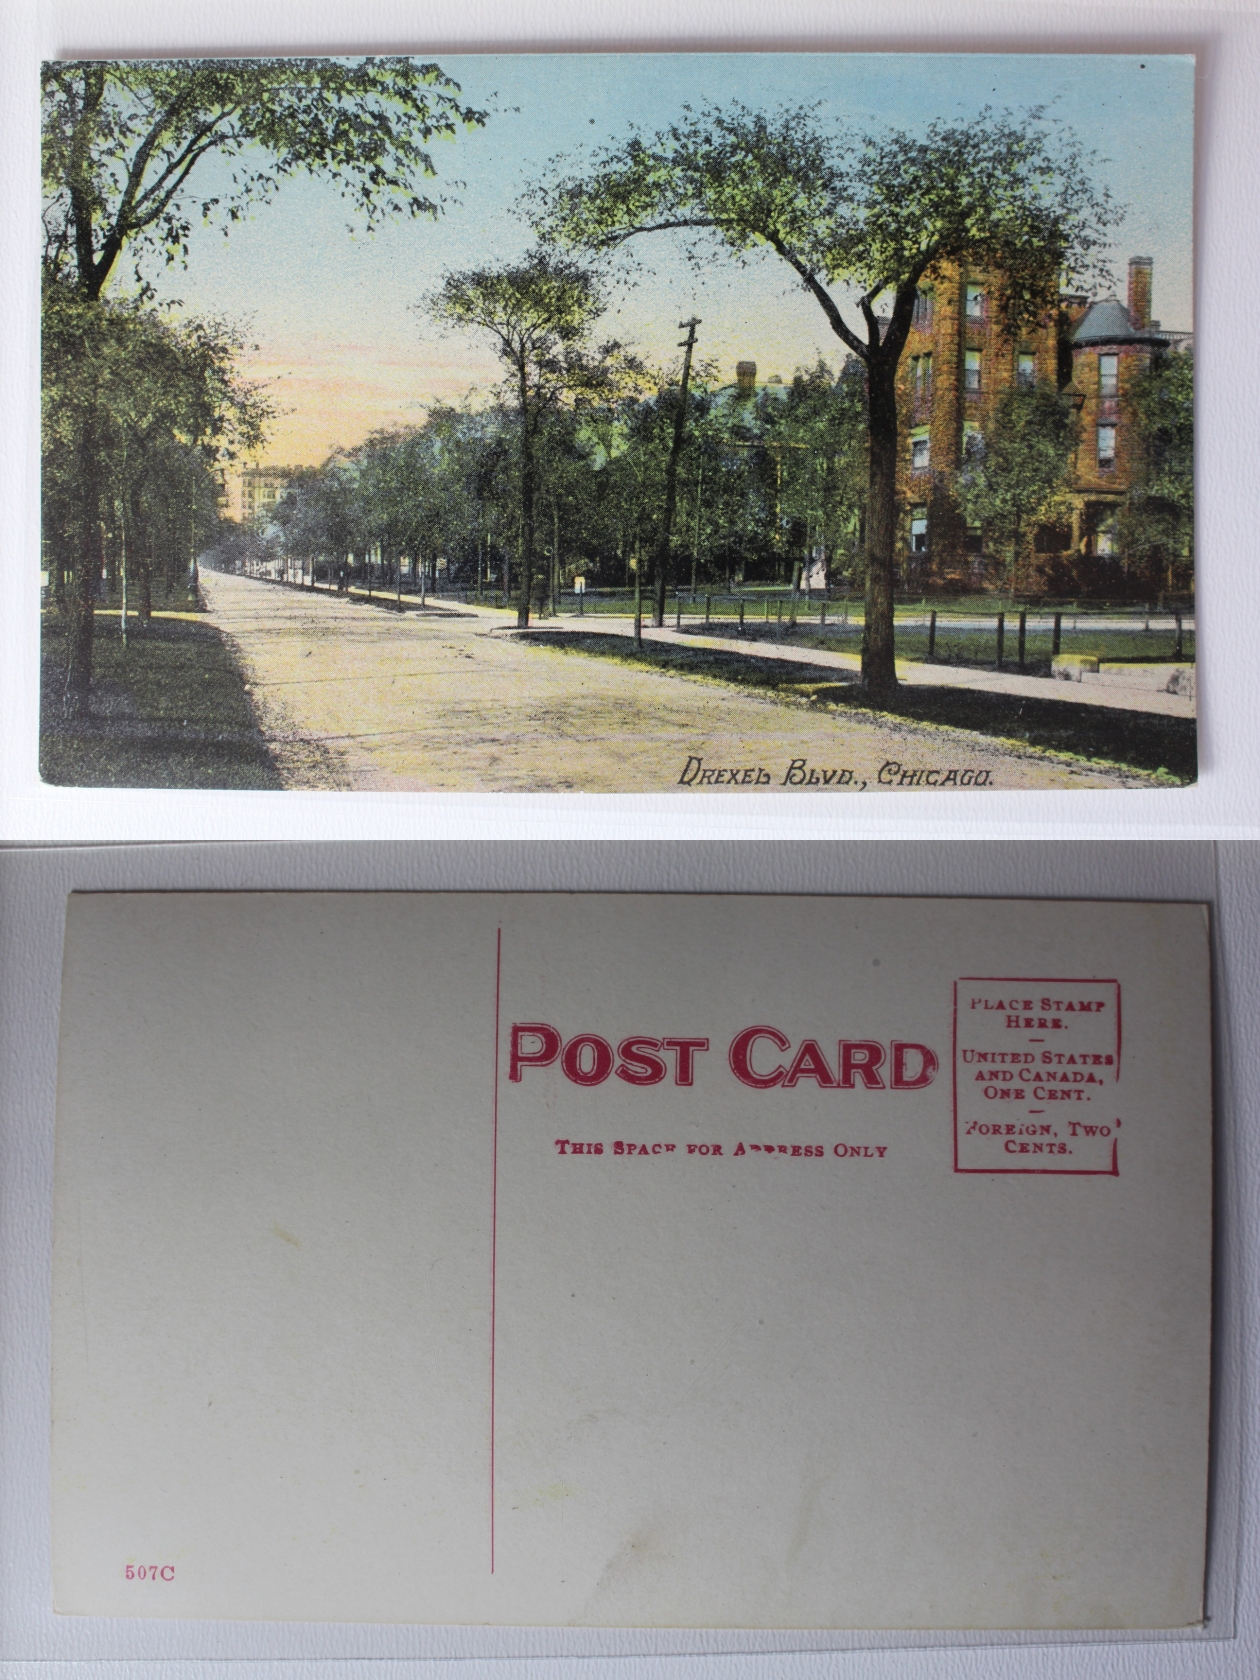 DREXEL BLVD., CHICAGO.
POST CARD
THIS SPACE FOR ADDRESS ONLY
PLACE STAMP
HERE.
—
UNITED STATES
AND CANADA,
ONE CENT.
—
FOREIGN, TWO
CENTS.
507C